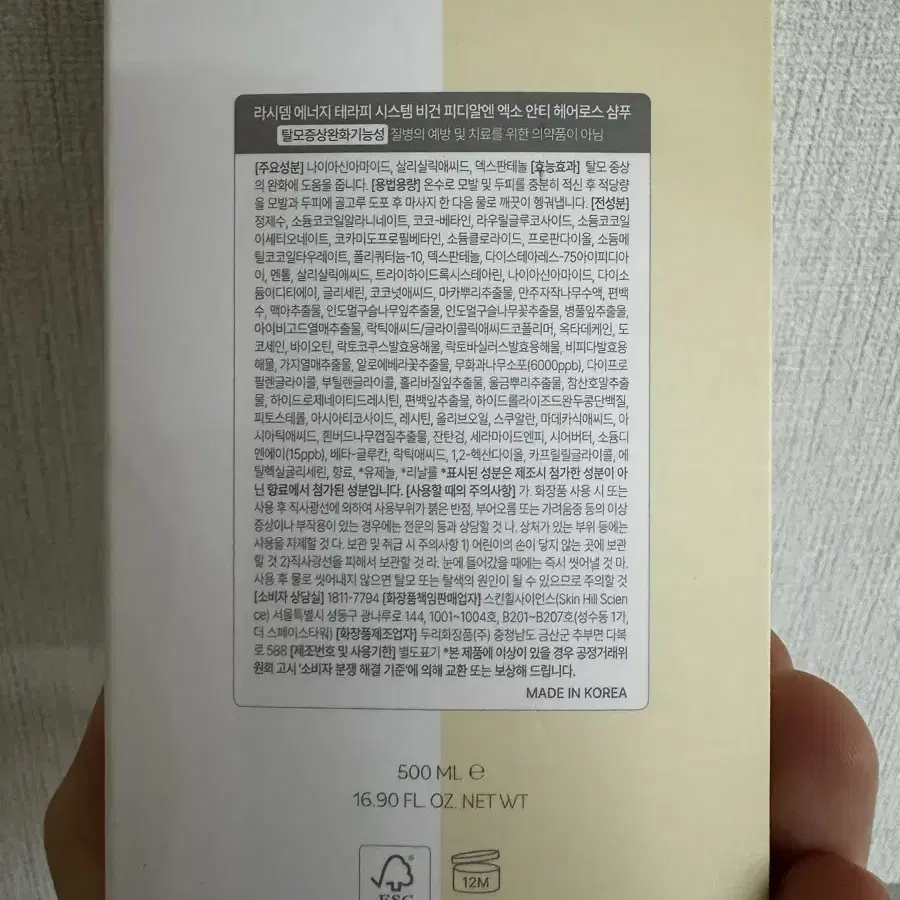 라시뎀 에너지 테라피 시스템 비건 피디알엔 엑소 안티 헤어로스 샴푸
탈모증상완화기능성 질병의 예방 및 치료를 위한 의약품이 아님
[주요성분] 나이아신아마이드, 살리실릭애씨드, 덱스판테놀 [효능효과] 탈모 증상
의 완화에 도움을 줍니다. [용법용량] 온수로 모발 및 두피를 충분히 적신 후 적당량
을 모발과 두피에 골고루 도포 후 마사지 한 다음 물로 깨끗이 헹궈냅니다. [전성분]
정제수, 소듐코코일알라니네이트, 코코-베타인, 라우릴글루코사이드, 소듐코코일
이세티오네이트, 코카미도프로필베타인, 소듐클로라이드, 프로판다이올, 소듐메
틸코코일타우레이트, 폴리쿼터늄-10, 덱스판테놀, 다이스테아레스-75아이피디아
이, 멘톨, 살리실릭애씨드, 트라이하이드록시스테아린, 나이아신아마이드, 다이소
듐이디티에이, 글리세린, 코코넛애씨드, 마카뿌리추출물, 만주자작나무수액, 편백
수, 맥아추출물, 인도멀구슬나무잎추출물, 인도멀구슬나무꽃추출물, 병풀잎추출물,
아이비고드열매추출물, 락틱애씨드/글라이콜릭애씨드코폴리머, 옥타데케인, 도
코세인, 바이오틴, 락토코쿠스발효용해물, 락토바실러스발효용해물, 비피다발효용
해물, 가지열매추출물, 알로에베라꽃추출물, 무화과나무소포(6000ppb), 다이프로
필렌글라이콜, 부틸렌글라이콜, 홀리바질잎추출물, 울금뿌리추출물, 참산호말추출
물, 하이드로제네이티드레시틴, 편백잎추출물, 하이드롤라이즈드완두콩단백질,
피토스테롤, 아시아티코사이드, 레시틴, 올리브오일, 스쿠알란, 마데카식애씨드, 아
시아틱애씨드, 흰버드나무껍질추출물, 잔탄검, 세라마이드엔피, 시어버터, 소듐디
엔에이(15ppb), 베타-글루칸, 락틱애씨드, 1,2-헥산다이올, 카프릴릴글라이콜, 에
틸헥실글리세린, 향료, *유제놀, *리날룰 *표시된 성분은 제조시 첨가한 성분이 아
닌 향료에서 첨가된 성분입니다. [사용할 때의 주의사항] 가. 화장품 사용 시 또는
사용 후 직사광선에 의하여 사용부위가 붉은 반점, 부어오름 또는 가려움증 등의 이상
증상이나 부작용이 있는 경우에는 전문의 등과 상담할 것 나. 상처가 있는 부위 등에는
사용을 자제할 것 다. 보관 및 취급 시 주의사항 1) 어린이의 손이 닿지 않는 곳에 보관
할 것 2)직사광선을 피해서 보관할 것 라. 눈에 들어갔을 때에는 즉시 씻어낼 것 마.
사용 후 물로 씻어내지 않으면 탈모 또는 탈색의 원인이 될 수 있으므로 주의할 것
[소비자 상담실] 1811-7794 [화장품책임판매업자] 스킨힐사이언스(Skin Hill Scien
ce) 서울특별시 성동구 광나루로 144, 1001~1004호, B201~B207호(성수동1가,
더 스페이스타워) [화장품제조업자] 두리화장품(주) 충청남도 금산군 추부면 다복
로 588 [제조번호 및 사용기한] 별도표기 *본 제품에 이상이 있을 경우 공정거래위
원회 고시 '소비자 분쟁 해결 기준'에 의해 교환 또는 보상해 드립니다.
MADE IN KOREA
500 ML ℮
16.90 FL. OZ. NET WT
FSC
12M